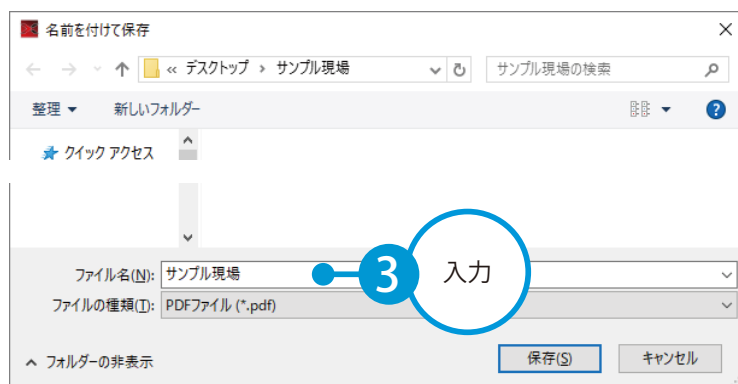 名前を付けて保存
« デスクトップ › サンプル現場
サンプル現場の検索
整理 新しいフォルダー
クイック アクセス
ファイル名(N): サンプル現場
3 入力
ファイルの種類(T): PDFファイル (*.pdf)
フォルダーの非表示
保存(S) キャンセル